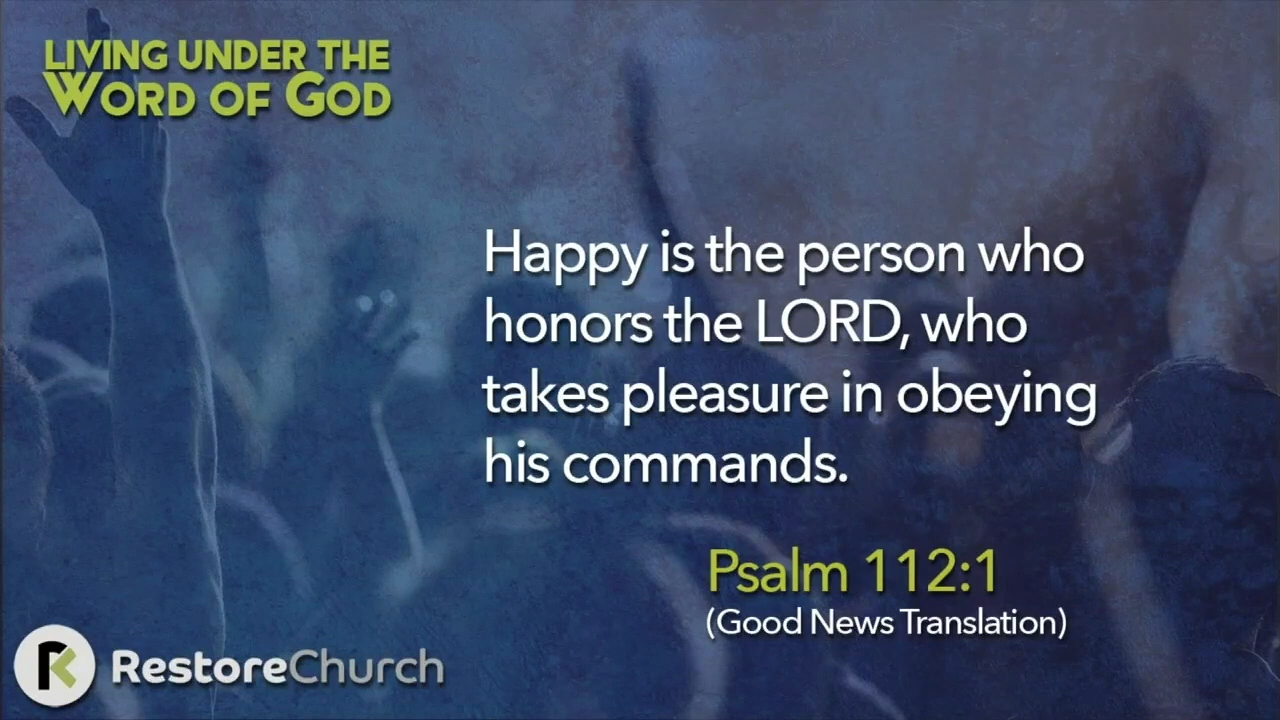 LIVING UNDER THE
WORD OF GOD
Happy is the person who
honors the LORD, who
takes pleasure in obeying
his commands.
Psalm 112:1
(Good News Translation)
RestoreChurch